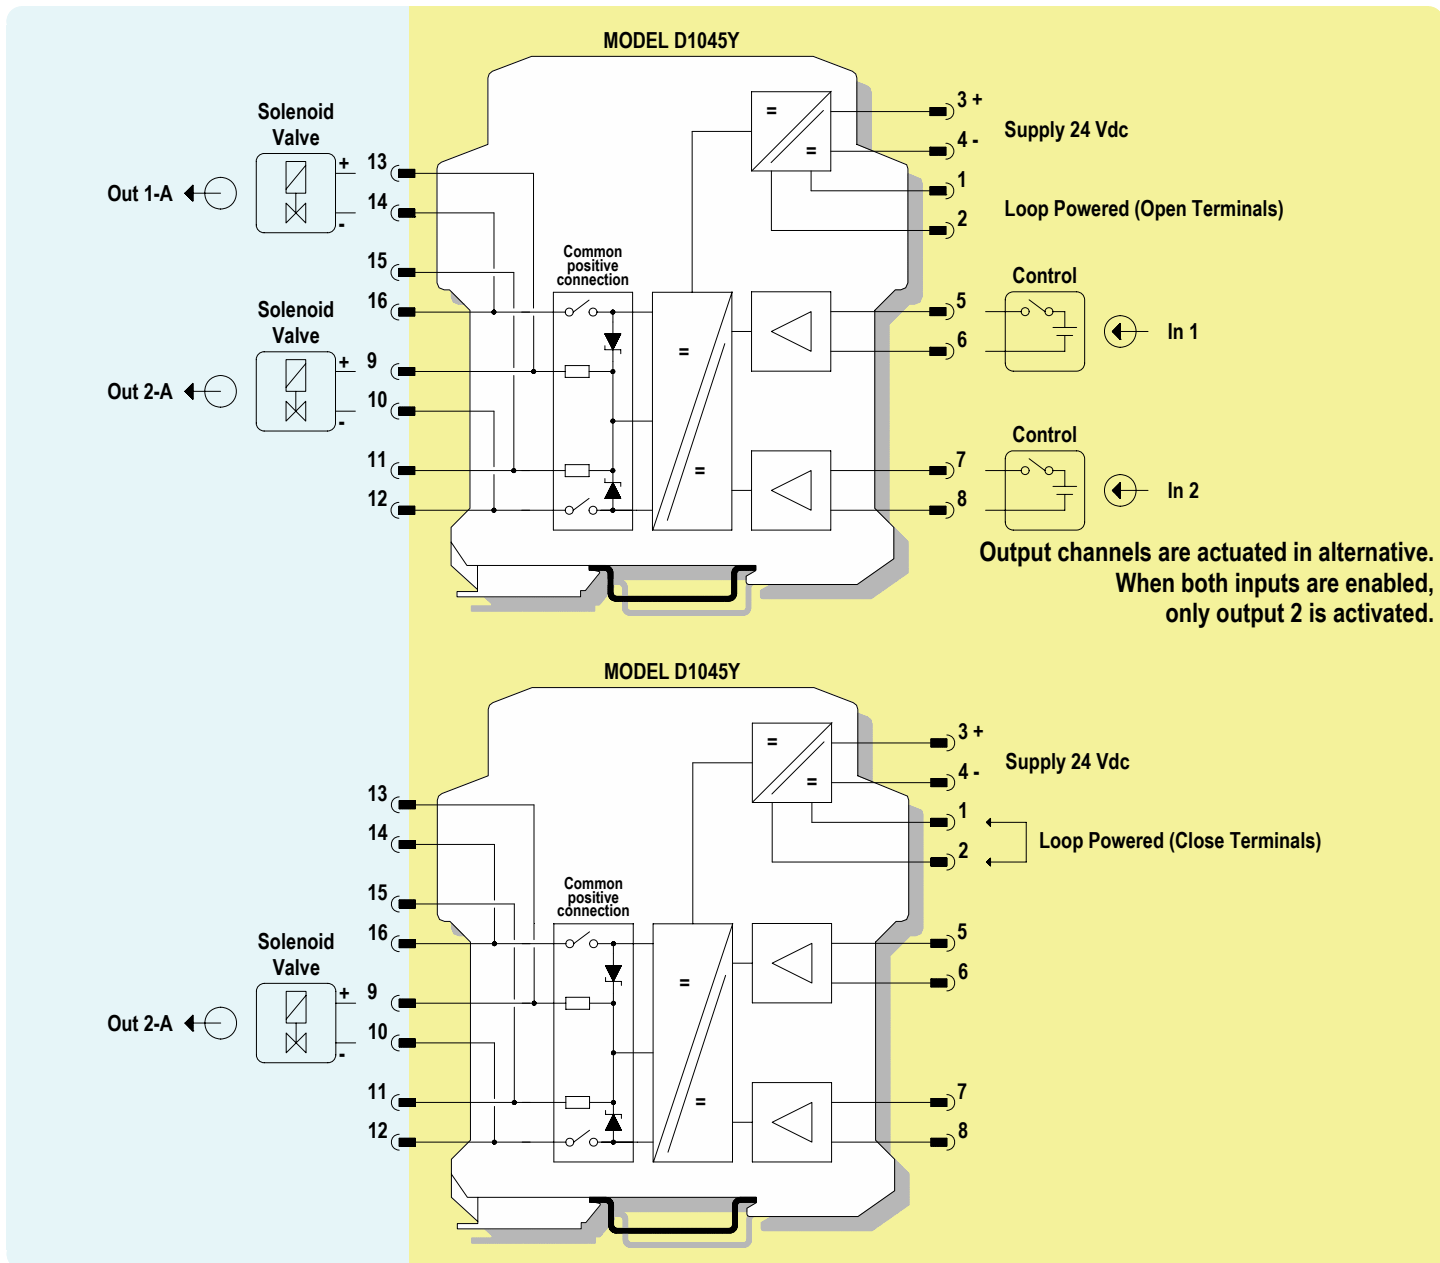 MODEL D1045Y
3 +
Supply 24 Vdc
4 -
1
Loop Powered (Open Terminals)
2
Solenoid
Valve
Out 1-A
+
13
14
-
15
16
Common
positive
connection
=
=
Control
5
6
In 1
Solenoid
Valve
Out 2-A
+
9
10
-
11
12
=
=
Control
7
8
In 2
Output channels are actuated in alternative.
When both inputs are enabled,
only output 2 is activated.
MODEL D1045Y
3 +
Supply 24 Vdc
4 -
=
=
1
Loop Powered (Close Terminals)
2
13
14
15
16
Common
positive
connection
5
6
Solenoid
Valve
Out 2-A
+
9
10
-
11
12
=
=
7
8